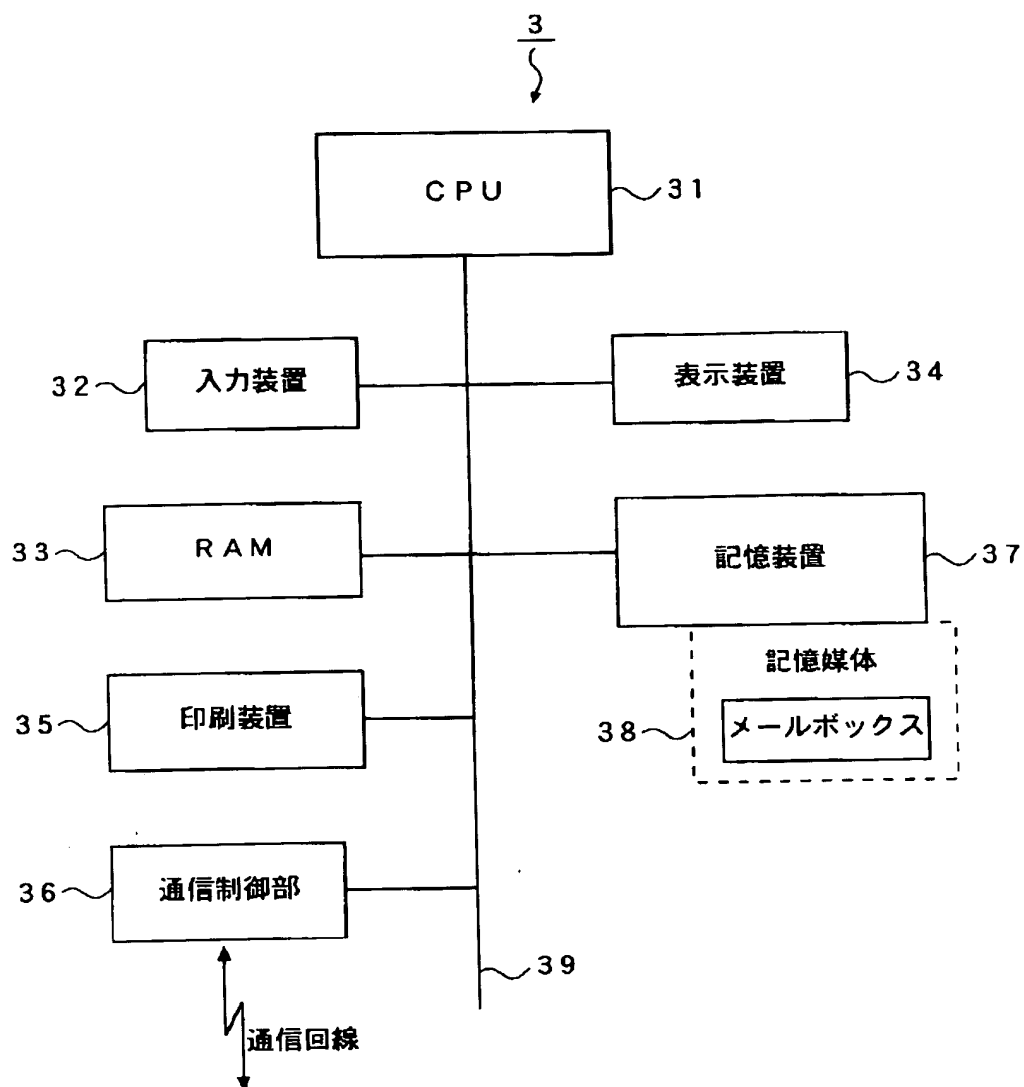 3
CPU
31
入力装置
32
表示装置
34
RAM
33
記憶装置
37
記憶媒体
メールボックス
38
印刷装置
35
通信制御部
36
39
通信回線